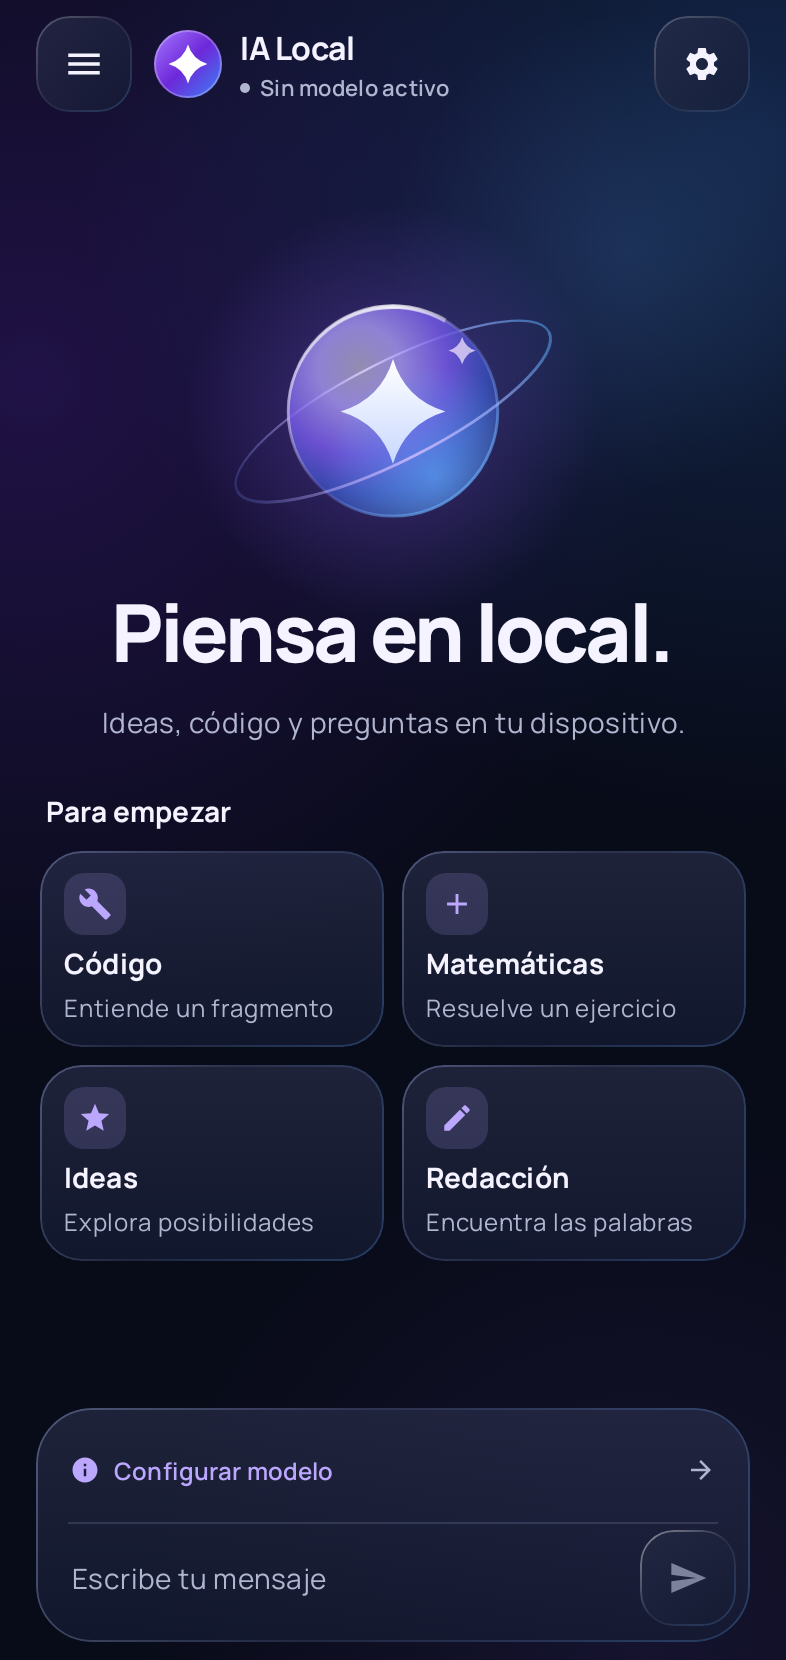 IA Local
Sin modelo activo
Piensa en local.
Ideas, código y preguntas en tu dispositivo.
Para empezar
Código
Entiende un fragmento
Matemáticas
Resuelve un ejercicio
Ideas
Explora posibilidades
Redacción
Encuentra las palabras
Configurar modelo
Escribe tu mensaje